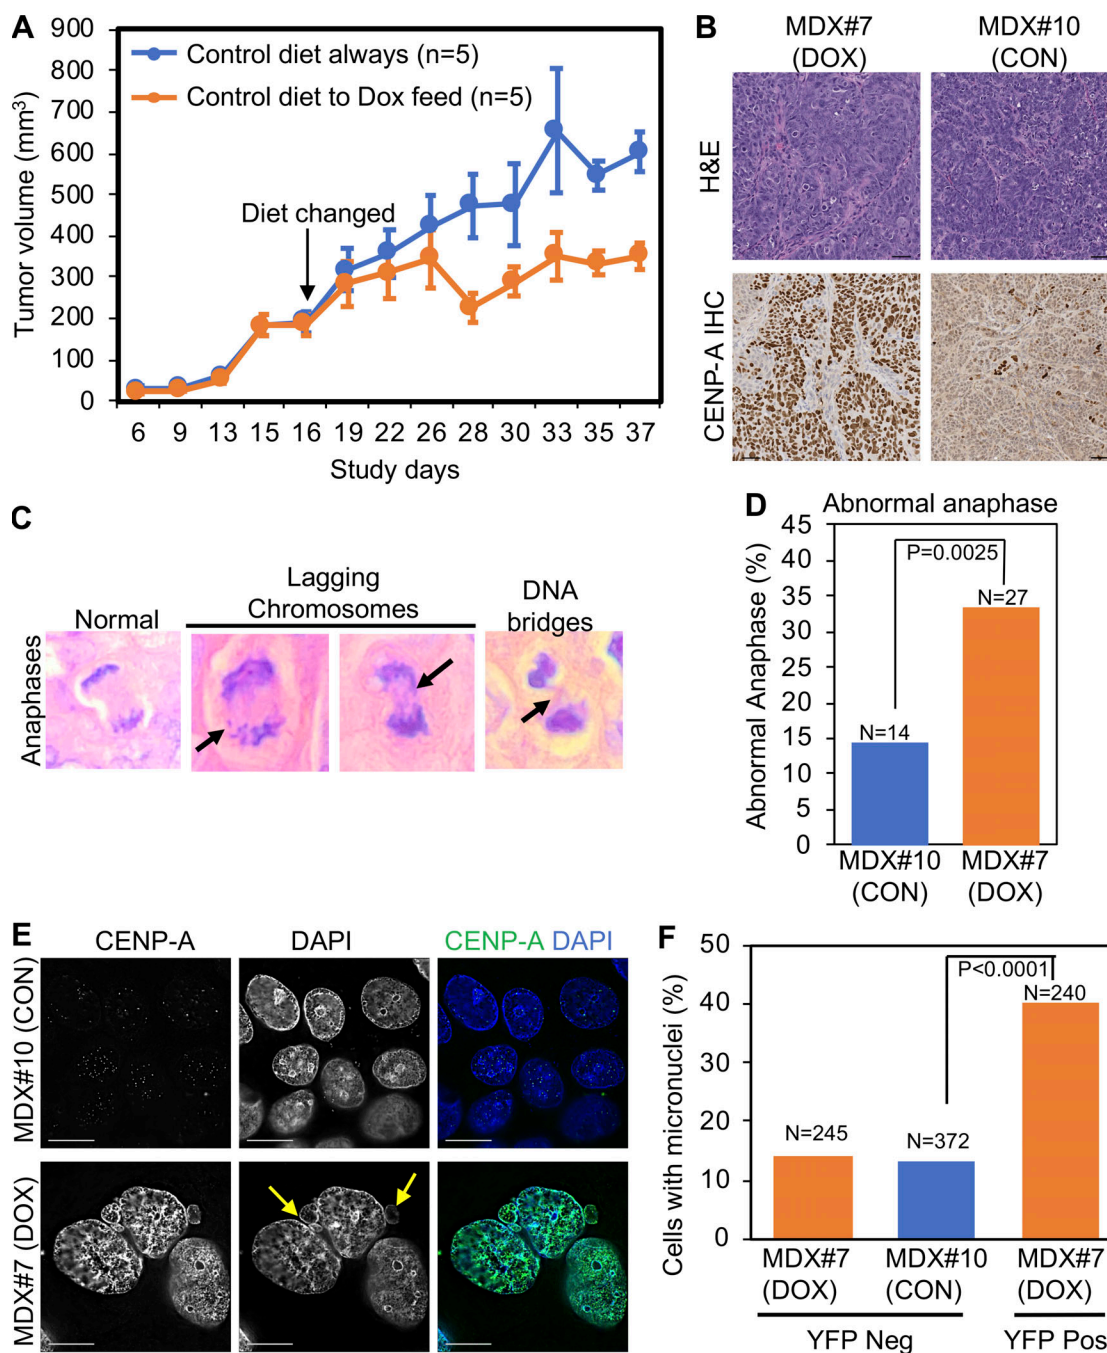 A
900
800
700
600
500
400
300
200
100
0
Tumor volume (mm³)
Control diet always (n=5)
Control diet to Dox feed (n=5)
Diet changed
6 9 13 15 16 19 22 26 28 30 33 35 37
Study days
B
MDX#7
(DOX)
MDX#10
(CON)
H&E
CENP-A IHC
C
Normal
Lagging
Chromosomes
DNA
bridges
Anaphases
D
Abnormal anaphase
45
40
35
30
25
20
15
10
5
0
Abnormal Anaphase (%)
P=0.0025
N=27
N=14
MDX#10
(CON)
MDX#7
(DOX)
E
CENP-A
DAPI
CENP-A DAPI
MDX#10 (CON)
MDX#7 (DOX)
F
50
40
30
20
10
0
Cells with micronuclei (%)
P<0.0001
N=240
N=245
N=372
MDX#7
(DOX)
MDX#10
(CON)
MDX#7
(DOX)
YFP Neg
YFP Pos